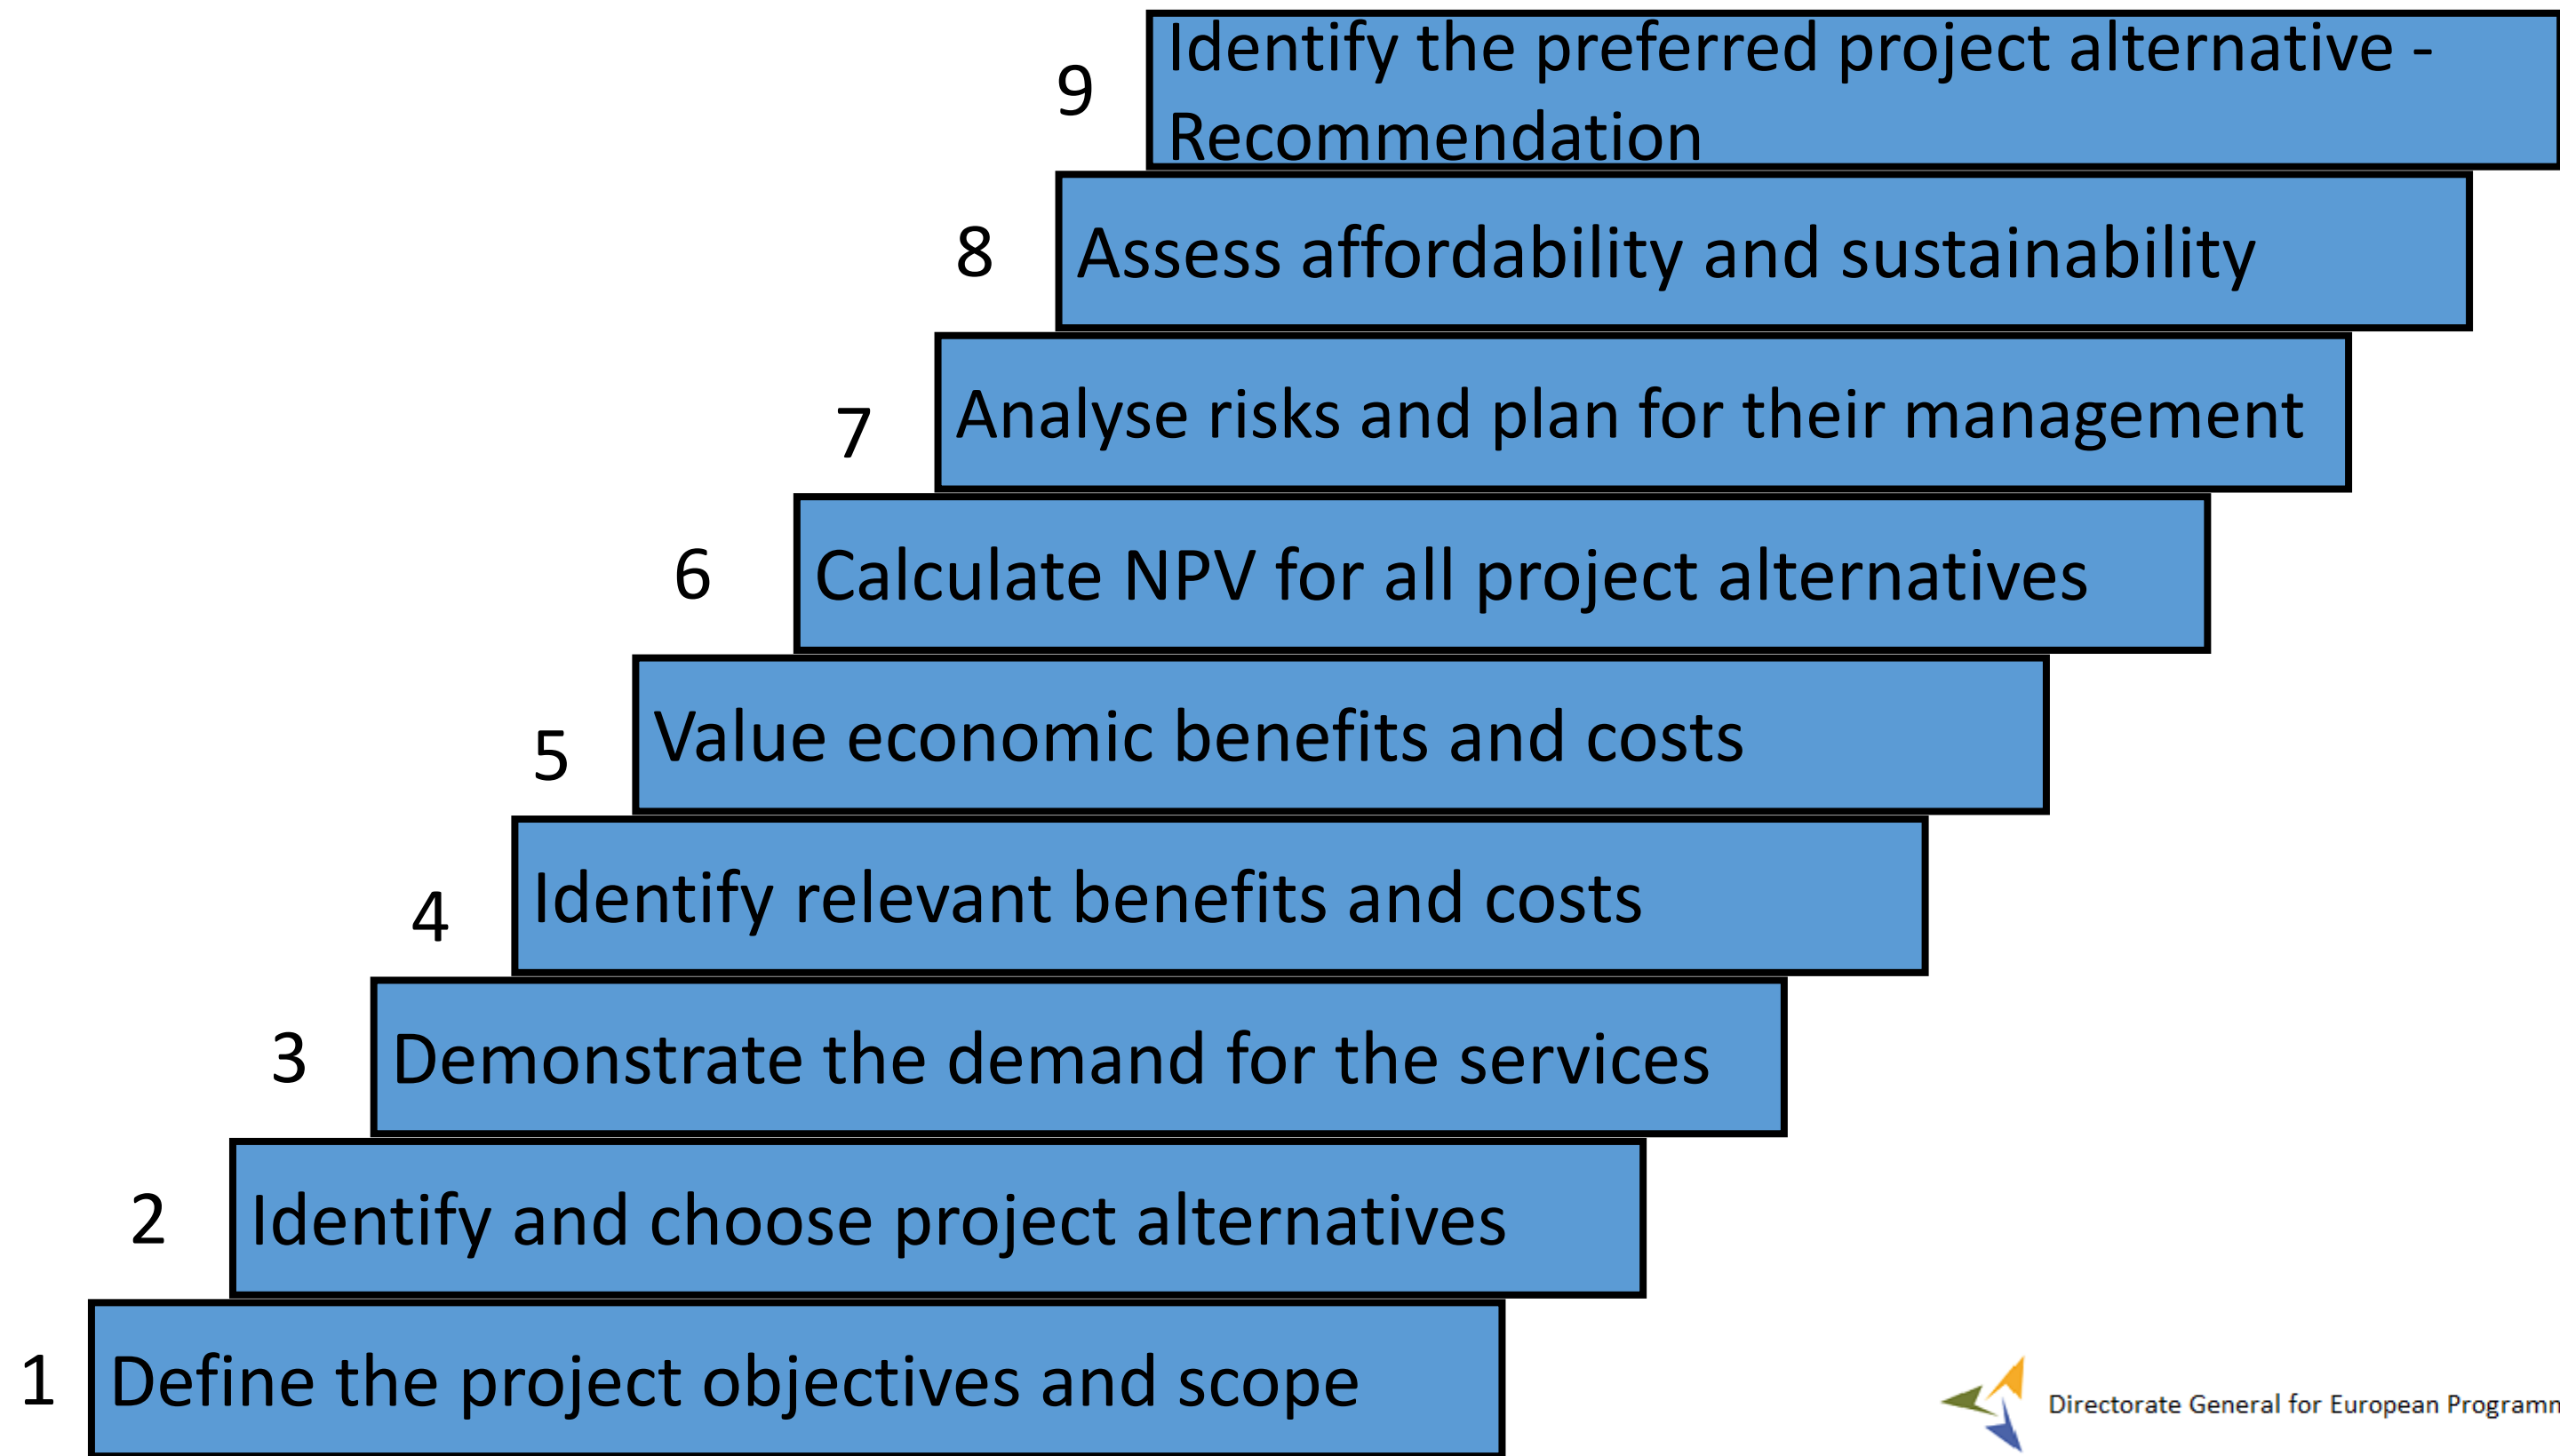 9
Identify the preferred project alternative -
Recommendation
8
Assess affordability and sustainability
7
Analyse risks and plan for their management
6
Calculate NPV for all project alternatives
5
Value economic benefits and costs
4
Identify relevant benefits and costs
3
Demonstrate the demand for the services
2
Identify and choose project alternatives
1
Define the project objectives and scope
Directorate General for European